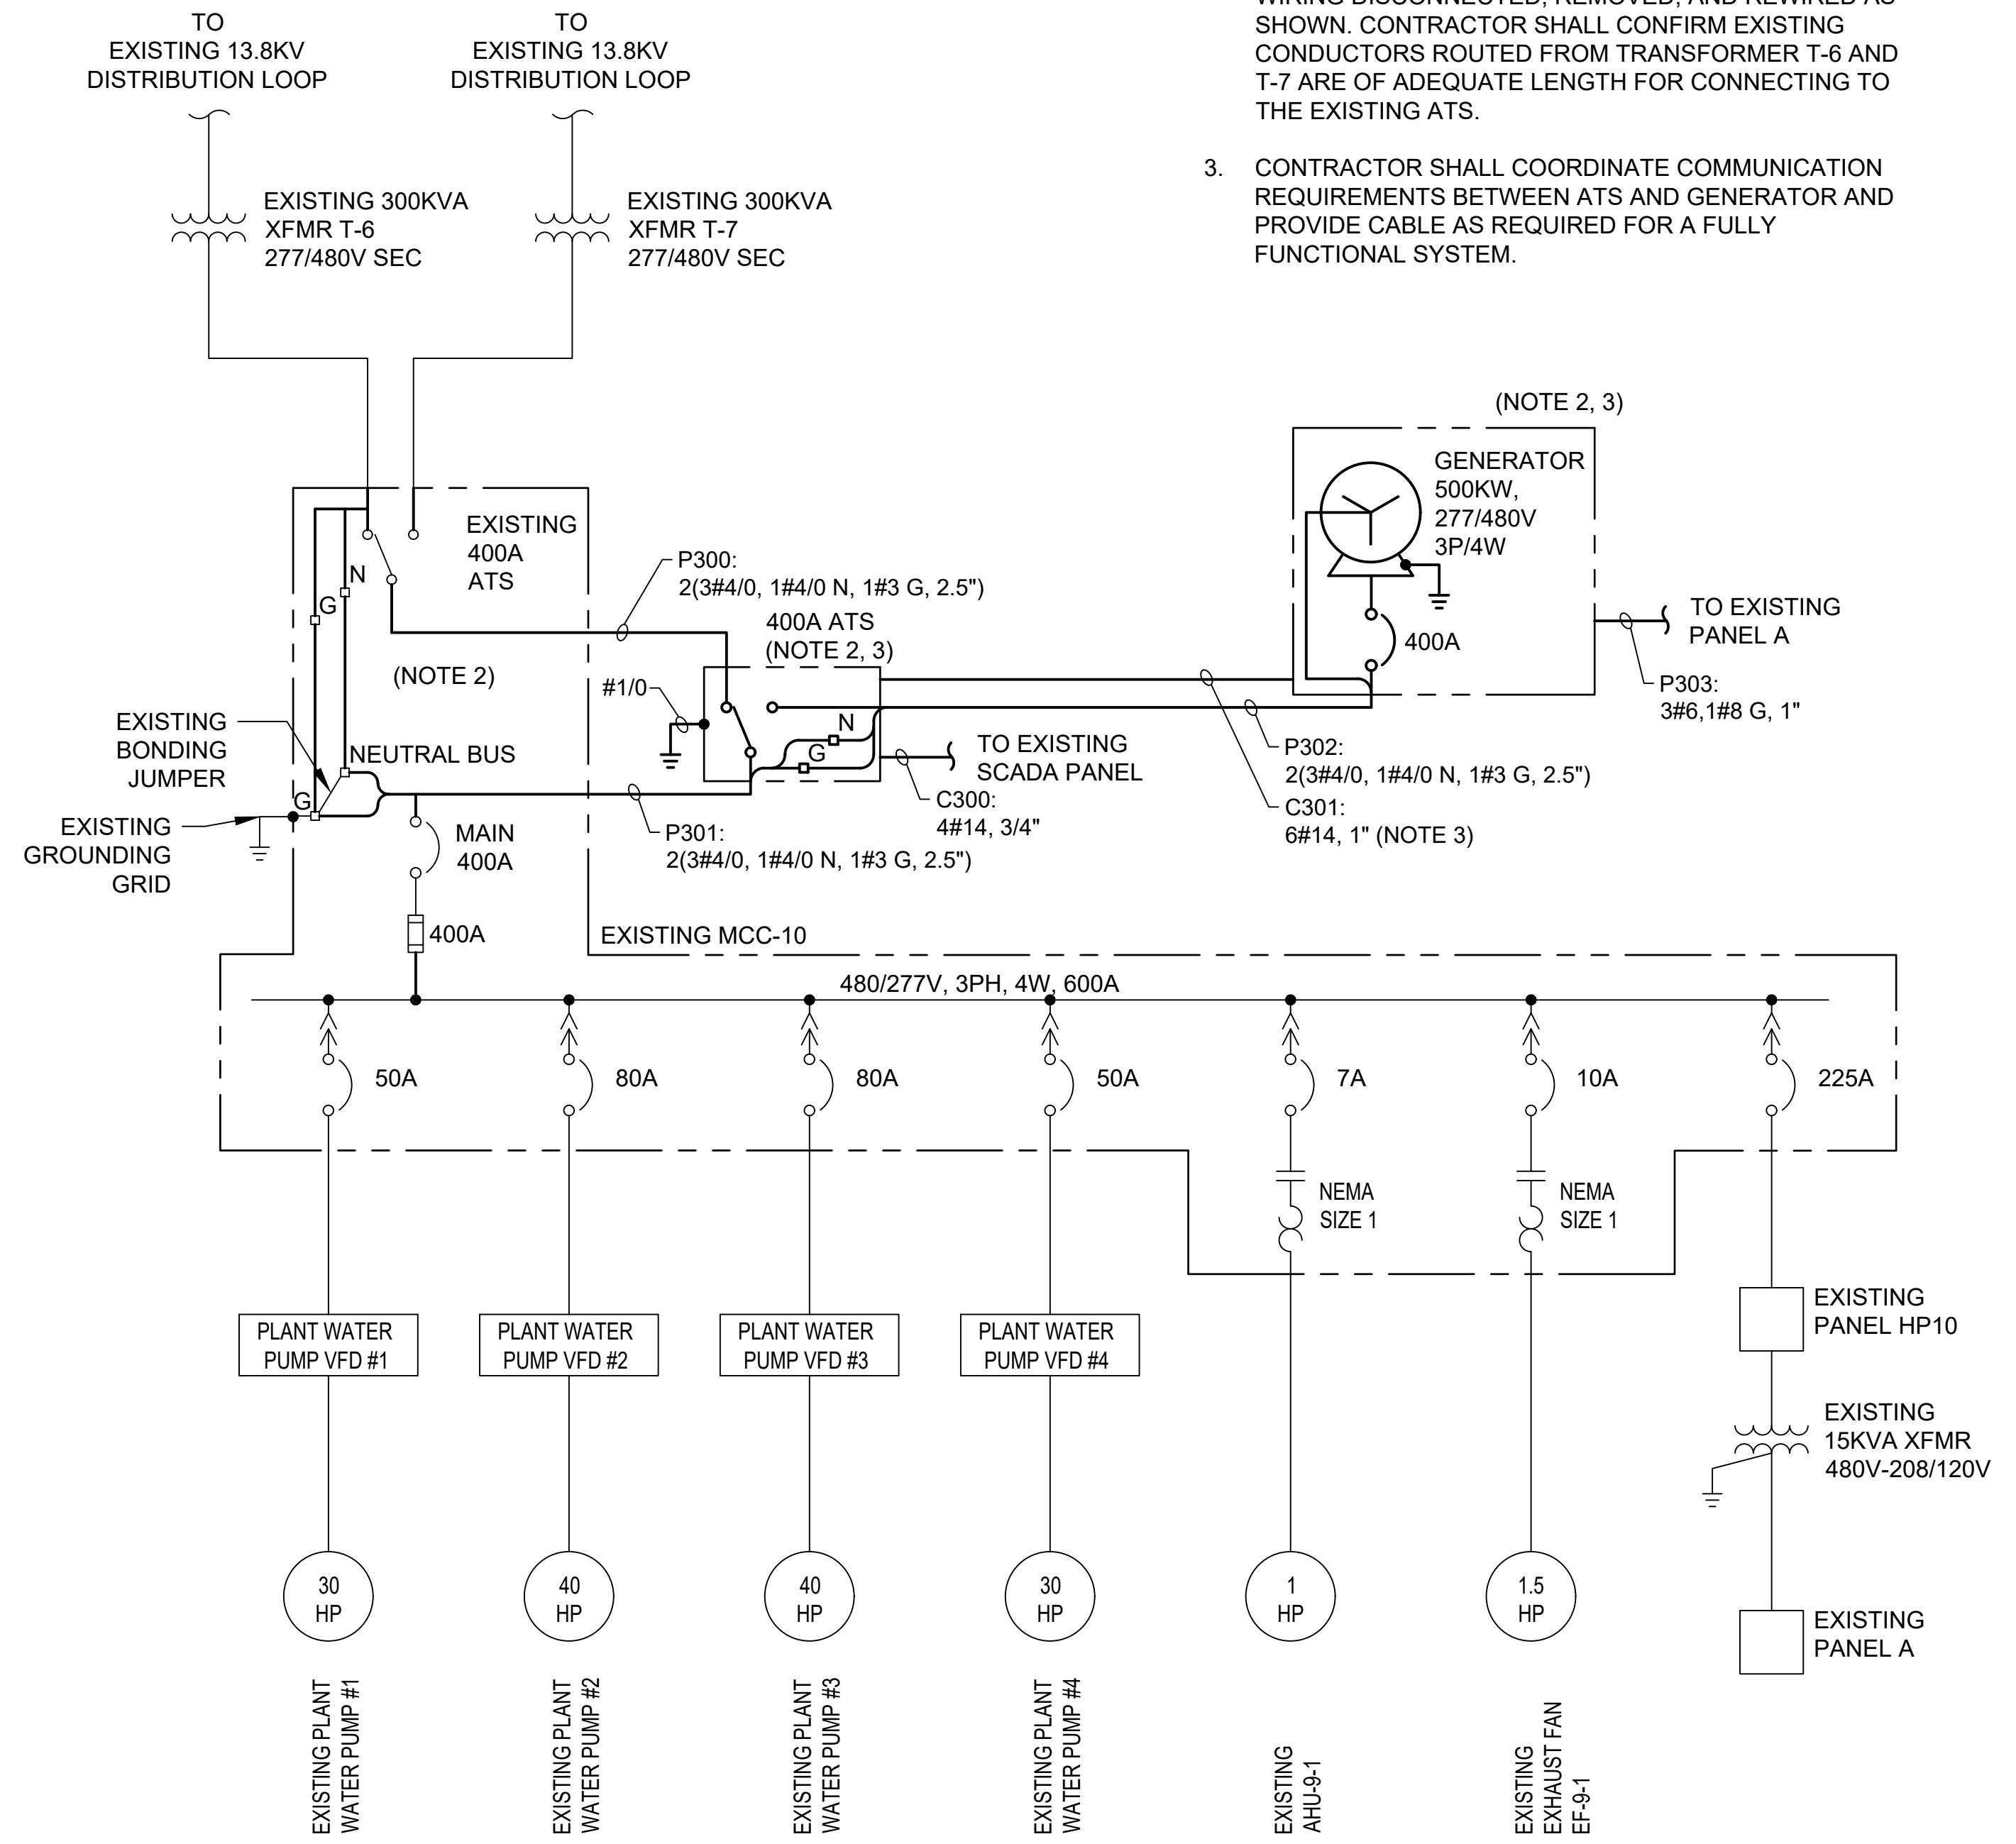 TO
EXISTING 13.8KV
DISTRIBUTION LOOP
TO
EXISTING 13.8KV
DISTRIBUTION LOOP
WIRING DISCONNECTED, REMOVED, AND REWIRED AS
SHOWN. CONTRACTOR SHALL CONFIRM EXISTING
CONDUCTORS ROUTED FROM TRANSFORMER T-6 AND
T-7 ARE OF ADEQUATE LENGTH FOR CONNECTING TO
THE EXISTING ATS.
3. CONTRACTOR SHALL COORDINATE COMMUNICATION
REQUIREMENTS BETWEEN ATS AND GENERATOR AND
PROVIDE CABLE AS REQUIRED FOR A FULLY
FUNCTIONAL SYSTEM.
EXISTING 300KVA
XFMR T-6
277/480V SEC
EXISTING 300KVA
XFMR T-7
277/480V SEC
(NOTE 2, 3)
GENERATOR
500KW,
277/480V
3P/4W
400A
TO EXISTING
PANEL A
P303:
3#6,1#8 G, 1"
EXISTING
400A
ATS
N
G
(NOTE 2)
P300:
2(3#4/0, 1#4/0 N, 1#3 G, 2.5")
400A ATS
(NOTE 2, 3)
#1/0
N
G
TO EXISTING
SCADA PANEL
C300:
4#14, 3/4"
P302:
2(3#4/0, 1#4/0 N, 1#3 G, 2.5")
C301:
6#14, 1" (NOTE 3)
EXISTING
BONDING
JUMPER
NEUTRAL BUS
G
EXISTING
GROUNDING
GRID
MAIN
400A
P301:
2(3#4/0, 1#4/0 N, 1#3 G, 2.5")
400A
EXISTING MCC-10
480/277V, 3PH, 4W, 600A
50A
80A
80A
50A
7A
10A
225A
NEMA
SIZE 1
NEMA
SIZE 1
PLANT WATER
PUMP VFD #1
PLANT WATER
PUMP VFD #2
PLANT WATER
PUMP VFD #3
PLANT WATER
PUMP VFD #4
EXISTING
PANEL HP10
EXISTING
15KVA XFMR
480V-208/120V
30
HP
40
HP
40
HP
30
HP
1
HP
1.5
HP
EXISTING
PANEL A
EXISTING PLANT
WATER PUMP #1
EXISTING PLANT
WATER PUMP #2
EXISTING PLANT
WATER PUMP #3
EXISTING PLANT
WATER PUMP #4
EXISTING
AHU-9-1
EXISTING
EXHAUST FAN
EF-9-1